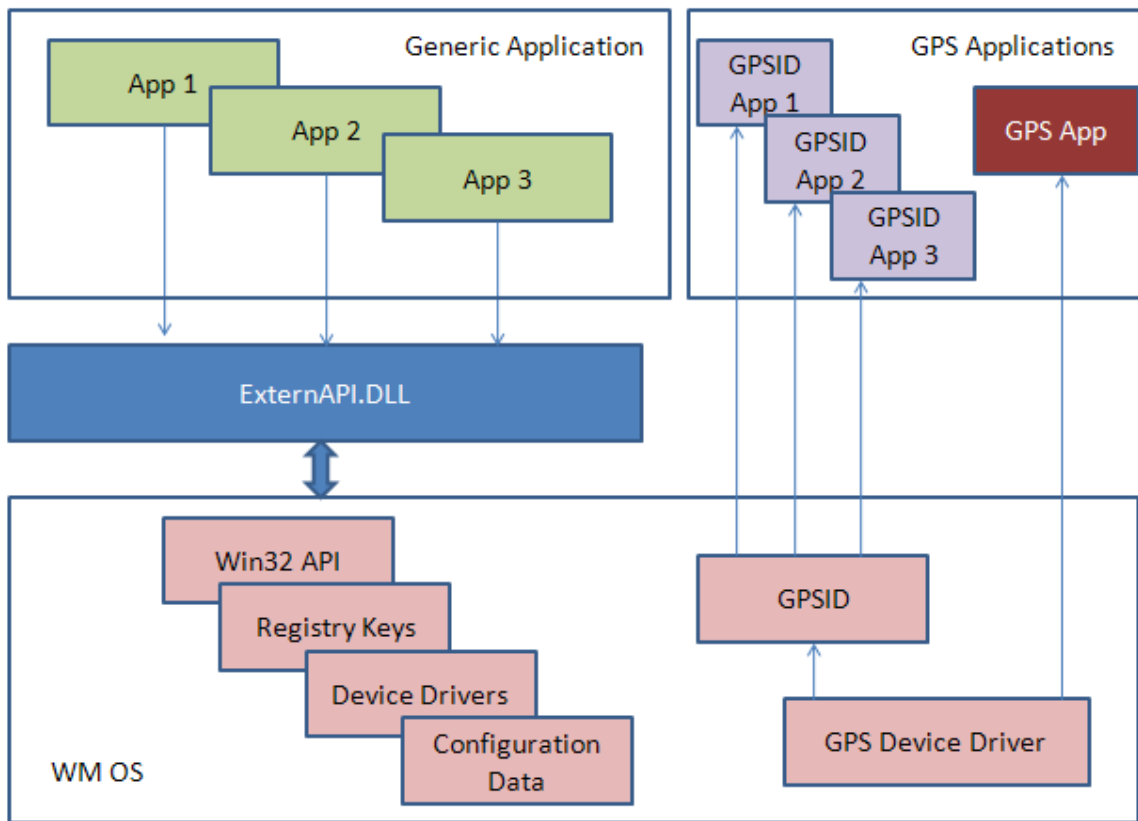 Generic Application
App 1
App 2
App 3
GPS Applications
GPSID
App 1
GPSID
App 2
GPSID
App 3
GPS App
ExternAPI.DLL
Win32 API
Registry Keys
Device Drivers
Configuration
Data
WM OS
GPSID
GPS Device Driver